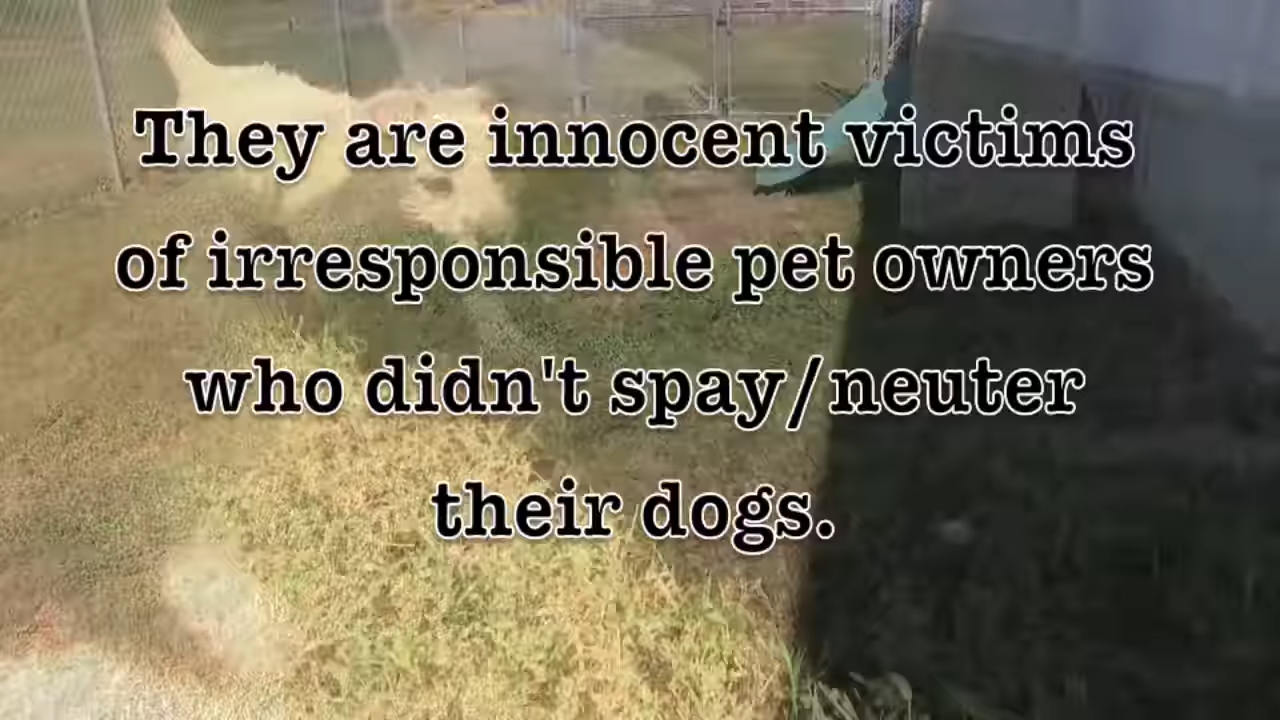 They are innocent victims
of irresponsible pet owners
who didn't spay/neuter
their dogs.